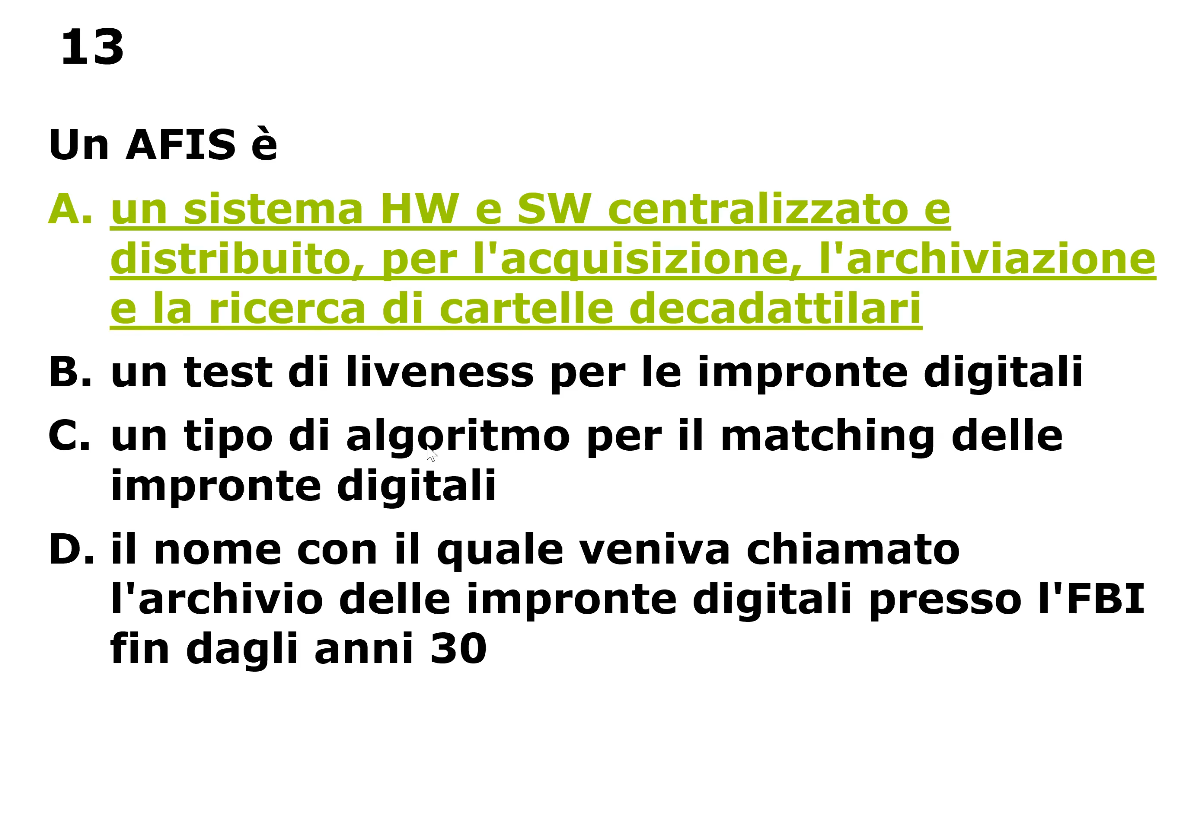 13
Un AFIS è
A. un sistema HW e SW centralizzato e
distribuito, per l'acquisizione, l'archiviazione
e la ricerca di cartelle decadattilari
B. un test di liveness per le impronte digitali
C. un tipo di algoritmo per il matching delle
impronte digitali
D. il nome con il quale veniva chiamato
l'archivio delle impronte digitali presso l'FBI
fin dagli anni 30